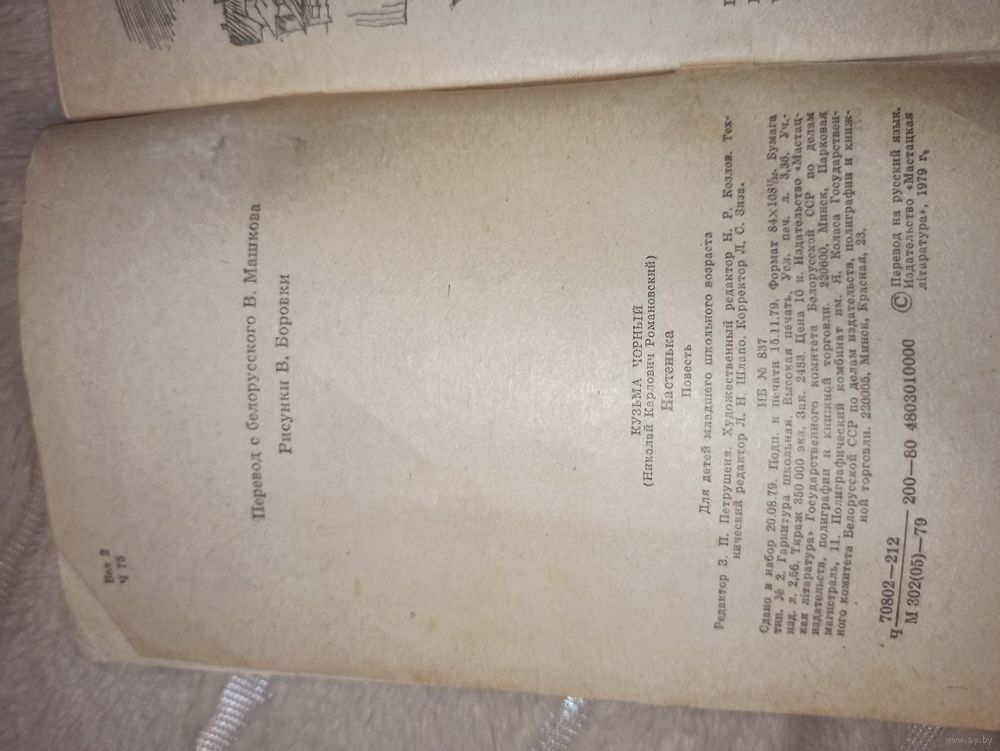 Бел 2
Ч 75
Перевод с белорусского В. Машкова
Рисунки В. Боровки
КУЗЬМА ЧОРНЫЙ
(Николай Карлович Романовский)
Настенька
Повесть
Для детей младшего школьного возраста
Редактор З. П. Петрушеня. Художественный редактор Н. Р. Козлов. Тех-
нический редактор Л. Н. Шлапо. Корректор Л. С. Зиза.
ИБ № 837
Сдано в набор 20.08.79. Подп. к печати 15.11.79. Формат 84×108¹/₃₂. Бумага
тип. № 2. Гарнитура школьная. Высокая печать. Усл. печ. л. 3,36. Уч.-
изд. л. 2,56. Тираж 350 000 экз. Зак. 2483. Цена 10 к. Издательство «Мастац-
кая літаратура» Государственного комитета Белорусской ССР по делам
издательств, полиграфии и книжной торговли. 220600, Минск, Парковая
магистраль, 11. Полиграфический комбинат им. Я. Коласа Государствен-
ного комитета Белорусской ССР по делам издательств, полиграфии и книж-
ной торговли. 220005, Минск, Красная, 23.
Ч 70802—212
М 302(05)—79 200—80 4803010000
© Перевод на русский язык.
Издательство «Мастацкая
літаратура», 1979 г.
www.ay.by